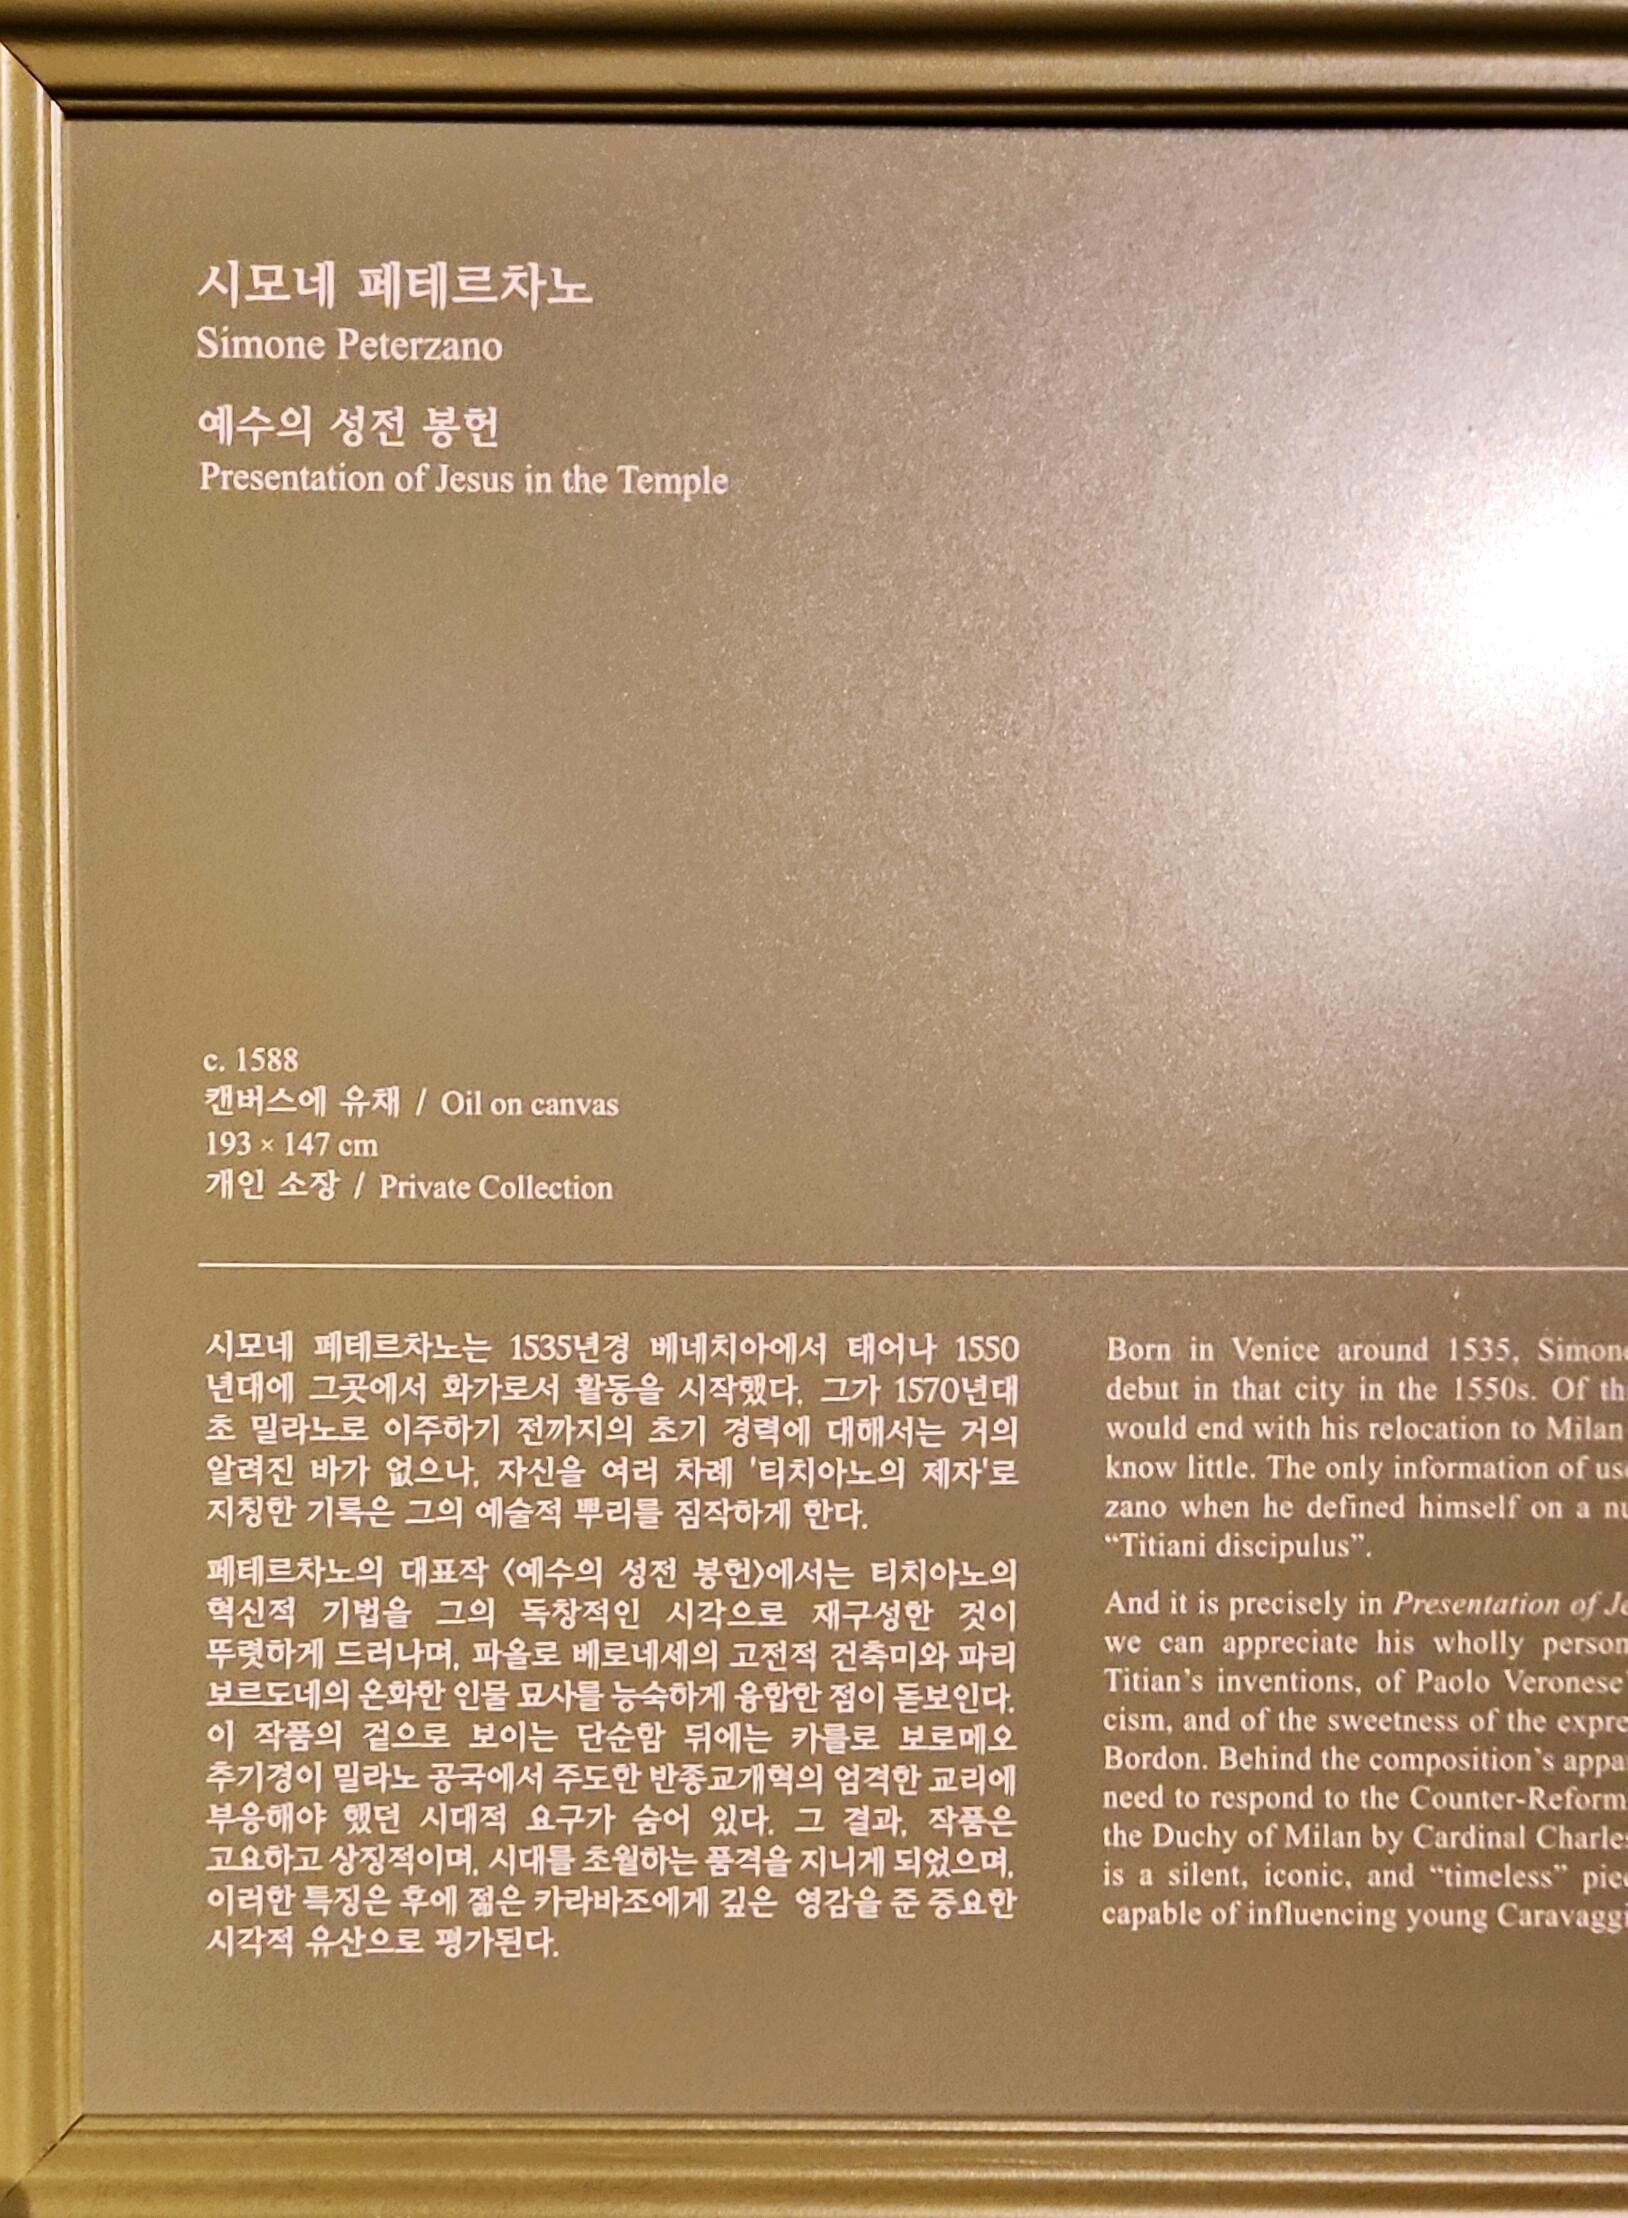 시모네 페테르차노
Simone Peterzano
예수의 성전 봉헌
Presentation of Jesus in the Temple
c. 1588
캔버스에 유채 / Oil on canvas
193 × 147 cm
개인 소장 / Private Collection
시모네 페테르차노는 1535년경 베네치아에서 태어나 1550
년대에 그곳에서 화가로서 활동을 시작했다. 그가 1570년대
초 밀라노로 이주하기 전까지의 초기 경력에 대해서는 거의
알려진 바가 없으나, 자신을 여러 차례 '티치아노의 제자'로
지칭한 기록은 그의 예술적 뿌리를 짐작하게 한다.
페테르차노의 대표작 〈예수의 성전 봉헌〉에서는 티치아노의
혁신적 기법을 그의 독창적인 시각으로 재구성한 것이
뚜렷하게 드러나며, 파올로 베로네세의 고전적 건축미와 파리
보르도네의 온화한 인물 묘사를 능숙하게 융합한 점이 돋보인다.
이 작품의 겉으로 보이는 단순함 뒤에는 카를로 보로메오
추기경이 밀라노 공국에서 주도한 반종교개혁의 엄격한 교리에
부응해야 했던 시대적 요구가 숨어 있다. 그 결과, 작품은
고요하고 상징적이며, 시대를 초월하는 품격을 지니게 되었으며,
이러한 특징은 후에 젊은 카라바조에게 깊은 영감을 준 중요한
시각적 유산으로 평가된다.
Born in Venice around 1535, Simone
debut in that city in the 1550s. Of th
would end with his relocation to Milan
know little. The only information of us
zano when he defined himself on a nu
“Titiani discipulus”.
And it is precisely in Presentation of Je
we can appreciate his wholly person
Titian’s inventions, of Paolo Veronese’
cism, and of the sweetness of the expre
Bordon. Behind the composition’s appa
need to respond to the Counter-Reform
the Duchy of Milan by Cardinal Charles
is a silent, iconic, and “timeless” pie
capable of influencing young Caravaggi